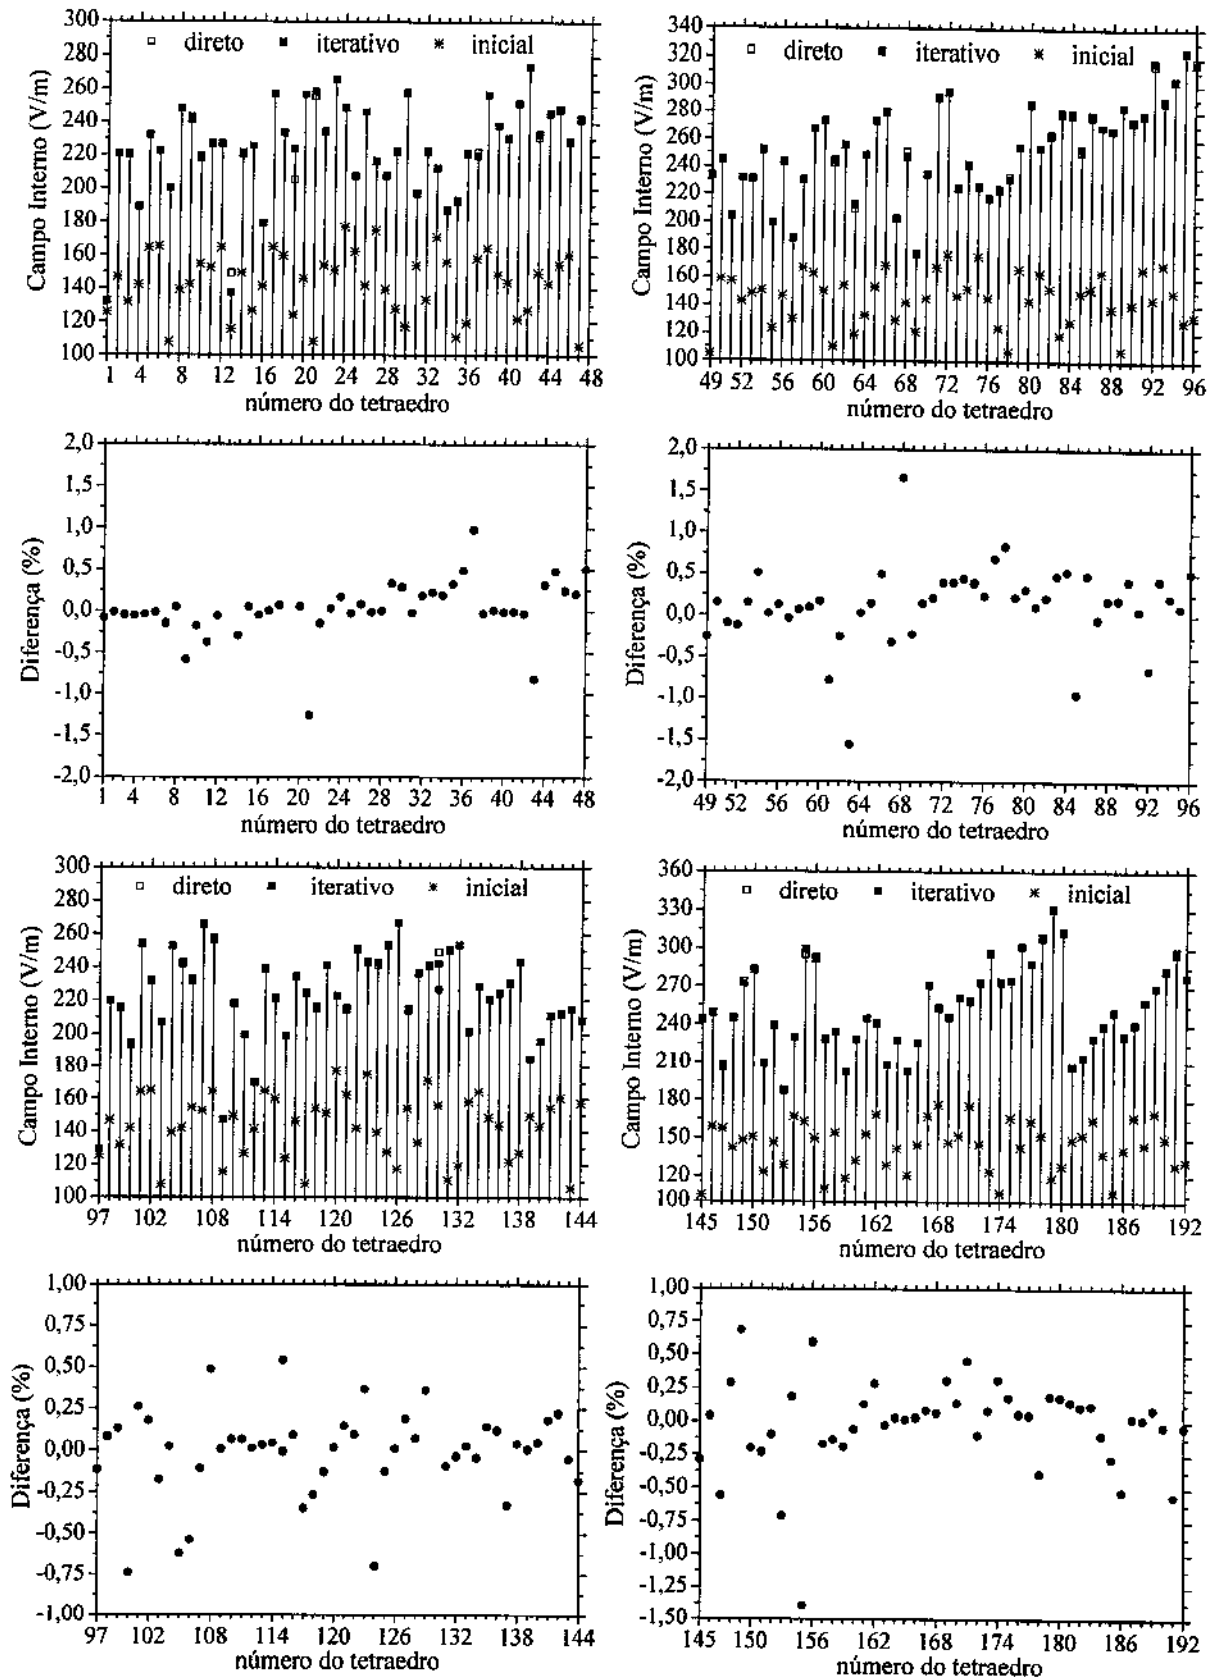 300
280
260
240
220
200
180
160
140
120
100
Campo Interno (V/m)
direto iterativo inicial
1 4 8 12 16 20 24 28 32 36 40 44 48
número do tetraedro
340
320
300
280
260
240
220
200
180
160
140
120
100
Campo Interno (V/m)
direto iterativo inicial
49 52 56 60 64 68 72 76 80 84 88 92 96
número do tetraedro
2,0
1,5
1,0
0,5
0,0
-0,5
-1,0
-1,5
-2,0
Diferença (%)
1 4 8 12 16 20 24 28 32 36 40 44 48
número do tetraedro
2,0
1,5
1,0
0,5
0,0
-0,5
-1,0
-1,5
-2,0
Diferença (%)
49 52 56 60 64 68 72 76 80 84 88 92 96
número do tetraedro
300
280
260
240
220
200
180
160
140
120
100
Campo Interno (V/m)
direto iterativo inicial
97 102 108 114 120 126 132 138 144
número do tetraedro
360
330
300
270
240
210
180
150
120
100
Campo Interno (V/m)
direto iterativo inicial
145 150 156 162 168 174 180 186 192
número do tetraedro
1,00
0,75
0,50
0,25
0,00
-0,25
-0,50
-0,75
-1,00
Diferença (%)
97 102 108 114 120 126 132 138 144
número do tetraedro
1,00
0,75
0,50
0,25
0,00
-0,25
-0,50
-0,75
-1,00
-1,25
-1,50
Diferença (%)
145 150 156 162 168 174 180 186 192
número do tetraedro